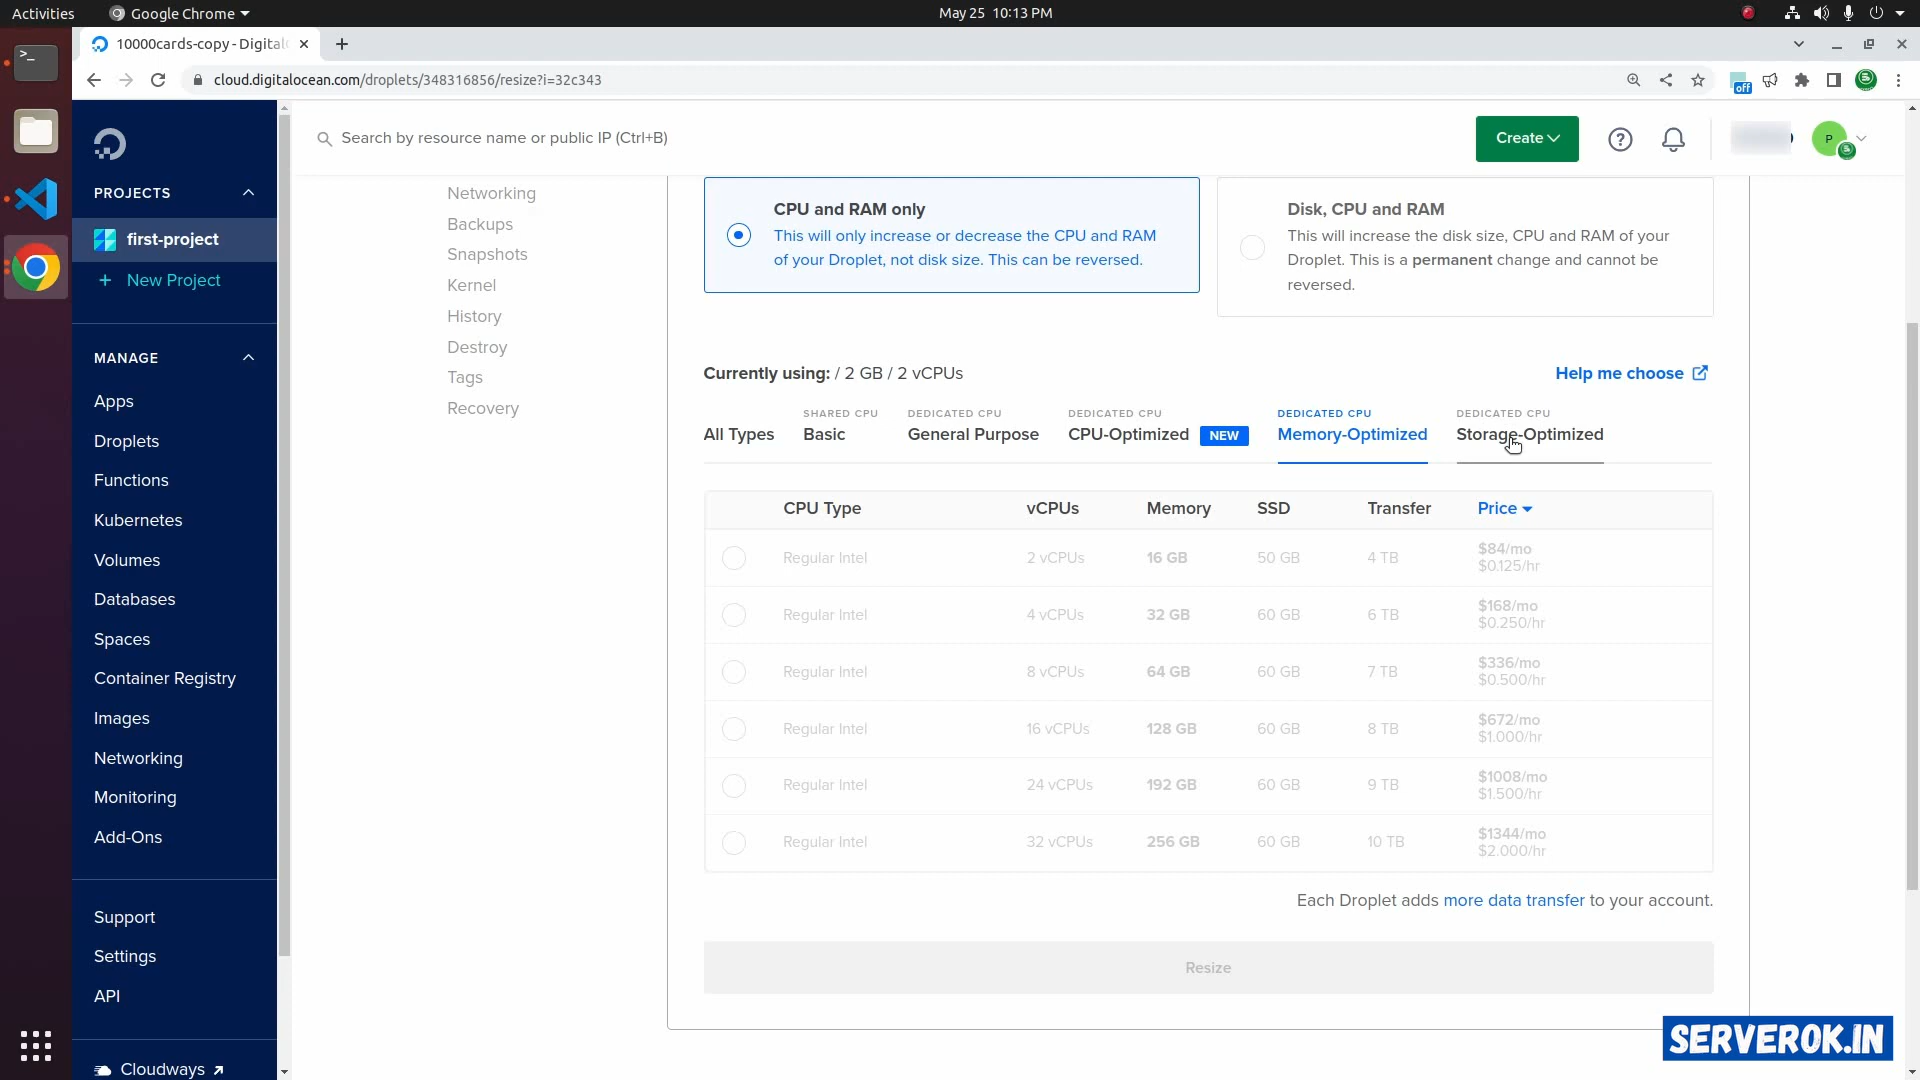 Activities
Google Chrome
May 25 10:13 PM
10000cards-copy - Digital
cloud.digitalocean.com/droplets/348316856/resize?i=32c343
off
Search by resource name or public IP (Ctrl+B)
Create
P
PROJECTS
first-project
+ New Project
MANAGE
Apps
Droplets
Functions
Kubernetes
Volumes
Databases
Spaces
Container Registry
Images
Networking
Monitoring
Add-Ons
Support
Settings
API
Cloudways
Networking
Backups
Snapshots
Kernel
History
Destroy
Tags
Recovery
CPU and RAM only
This will only increase or decrease the CPU and RAM
of your Droplet, not disk size. This can be reversed.
Disk, CPU and RAM
This will increase the disk size, CPU and RAM of your
Droplet. This is a permanent change and cannot be
reversed.
Currently using: / 2 GB / 2 vCPUs
Help me choose
All Types
SHARED CPU
Basic
DEDICATED CPU
General Purpose
DEDICATED CPU
CPU-Optimized NEW
DEDICATED CPU
Memory-Optimized
DEDICATED CPU
Storage-Optimized
CPU Type vCPUs Memory SSD Transfer Price
Regular Intel 2 vCPUs 16 GB 50 GB 4 TB $84/mo
$0.125/hr
Regular Intel 4 vCPUs 32 GB 60 GB 6 TB $168/mo
$0.250/hr
Regular Intel 8 vCPUs 64 GB 60 GB 7 TB $336/mo
$0.500/hr
Regular Intel 16 vCPUs 128 GB 60 GB 8 TB $672/mo
$1.000/hr
Regular Intel 24 vCPUs 192 GB 60 GB 9 TB $1008/mo
$1.500/hr
Regular Intel 32 vCPUs 256 GB 60 GB 10 TB $1344/mo
$2.000/hr
Each Droplet adds more data transfer to your account.
Resize
SERVEROK.IN